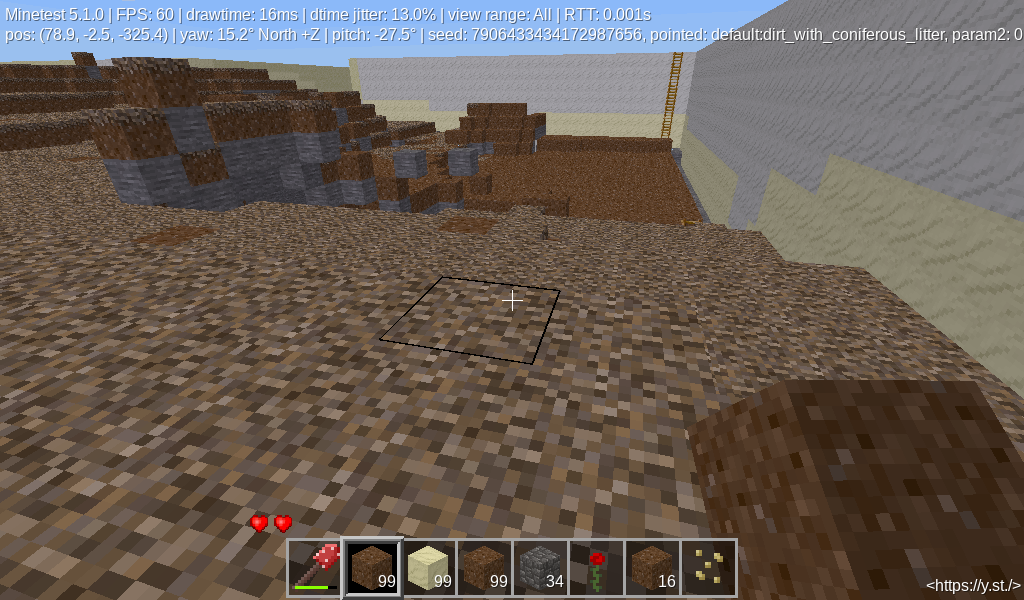 Minetest 5.1.0 | FPS: 60 | drawtime: 16ms | dtime jitter: 13.0% | view range: All | RTT: 0.001s
pos: (78.9, -2.5, -325.4) | yaw: 15.2° North +Z | pitch: -27.5° | seed: 7906433434172987656, pointed: default:dirt_with_coniferous_litter, param2: 0
99 99 99 34 16
<https://y.st./>